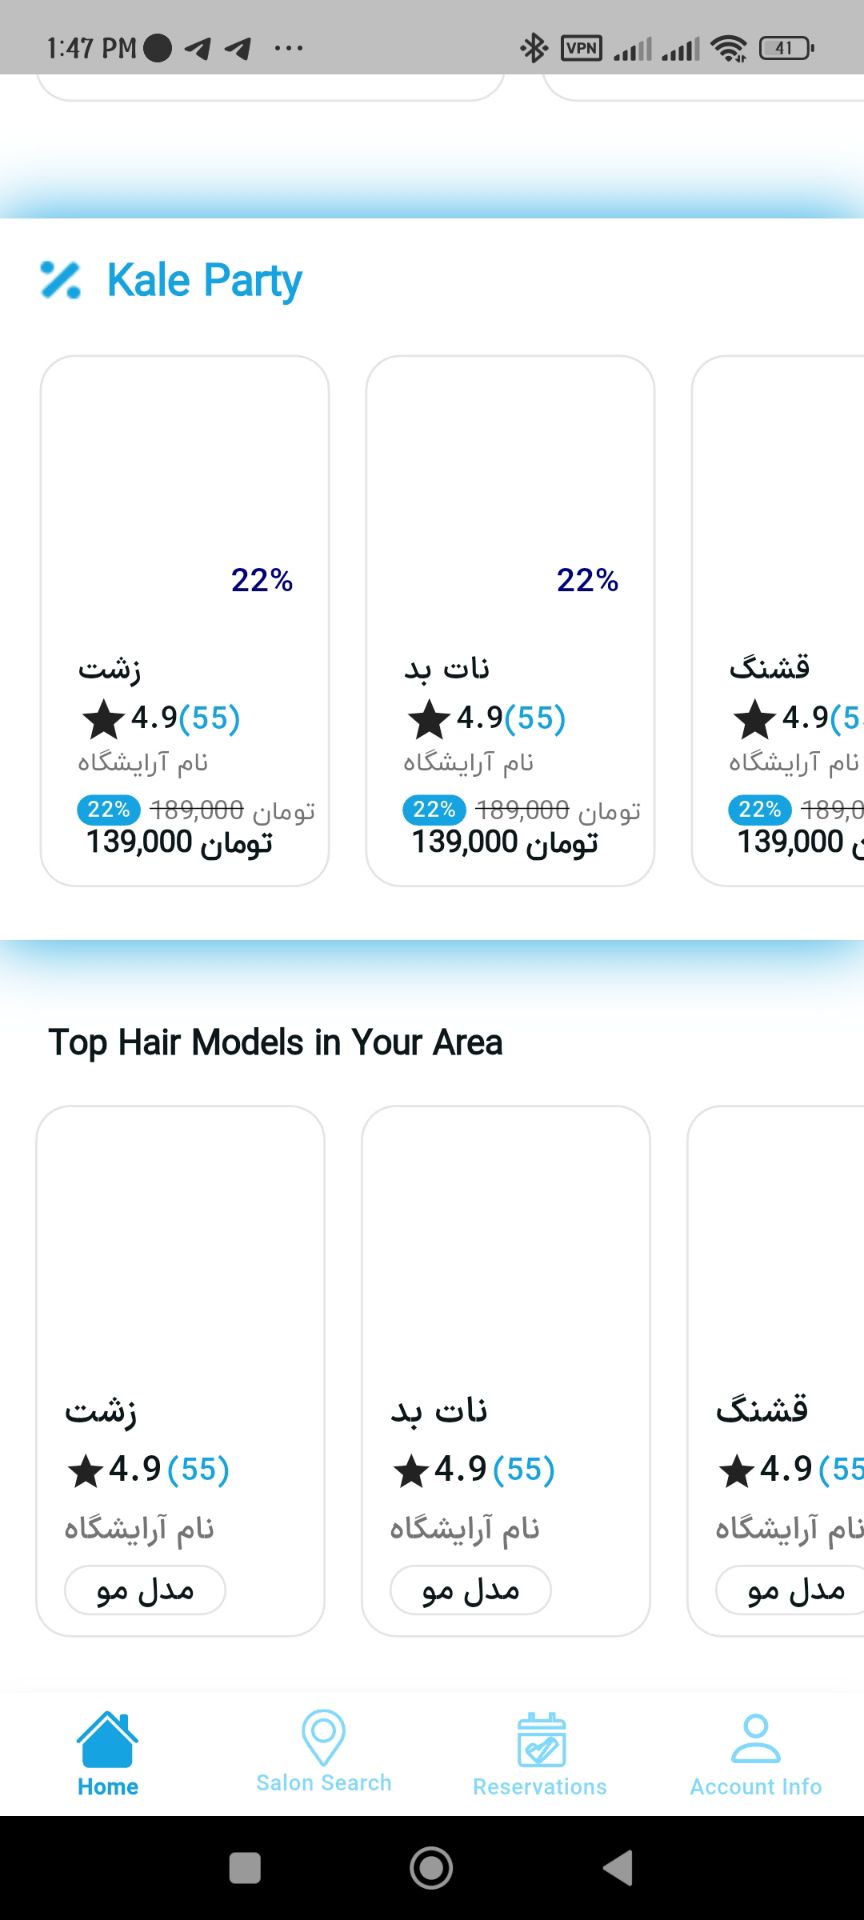 1:47 PM ... VPN 41
Kale Party
22% 22%
زشت نات بد قشنگ
4.9(55) 4.9(55) 4.9(5
نام آرایشگاه نام آرایشگاه نام آرایشگاه
22% 189,000 تومان 22% 189,000 تومان 22% 189,0
139,000 تومان 139,000 تومان 139,000
Top Hair Models in Your Area
زشت نات بد قشنگ
4.9(55) 4.9(55) 4.9(55
نام آرایشگاه نام آرایشگاه نام آرایشگاه
مدل مو مدل مو مدل مو
Home Salon Search Reservations Account Info